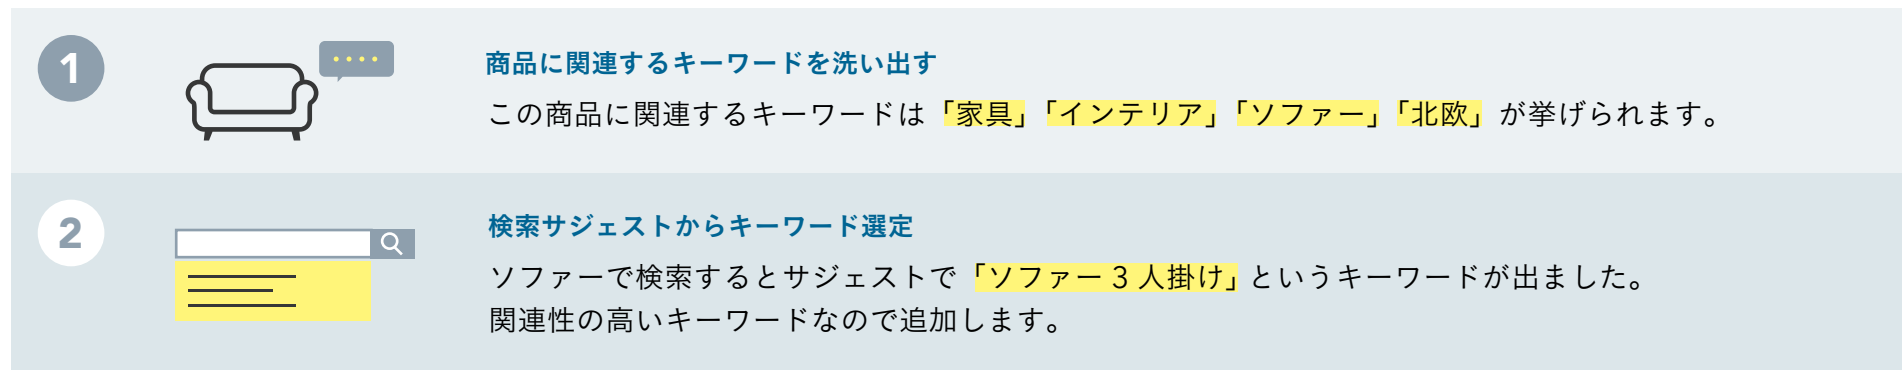 1
商品に関連するキーワードを洗い出す
この商品に関連するキーワードは「家具」「インテリア」「ソファー」「北欧」が挙げられます。
2
検索サジェストからキーワード選定
ソファーで検索するとサジェストで「ソファー 3 人掛け」というキーワードが出ました。
関連性の高いキーワードなので追加します。